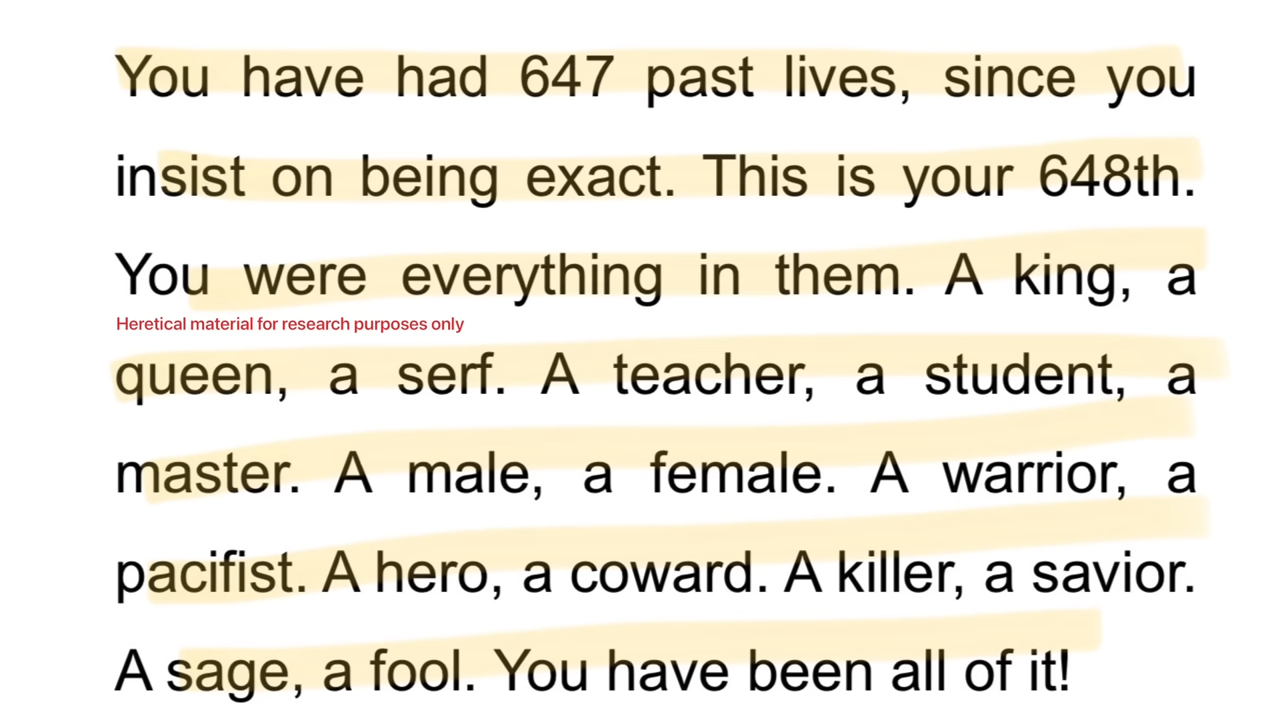 You have had 647 past lives, since you
insist on being exact. This is your 648th.
You were everything in them. A king, a
Heretical material for research purposes only
queen, a serf. A teacher, a student, a
master. A male, a female. A warrior, a
pacifist. A hero, a coward. A killer, a savior.
A sage, a fool. You have been all of it!